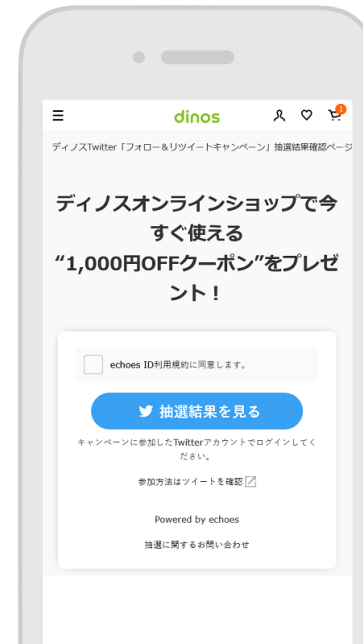 dinos
1
ディノスTwitter「フォロー＆リツイートキャンペーン」抽選結果確認ページ
ディノスオンラインショップで今
すぐ使える
“1,000円OFFクーポン”をプレゼ
ント！
echoes ID利用規約に同意します。
抽選結果を見る
キャンペーンに参加したTwitterアカウントでログインしてく
ださい。
参加方法はツイートを確認
Powered by echoes
抽選に関するお問い合わせ